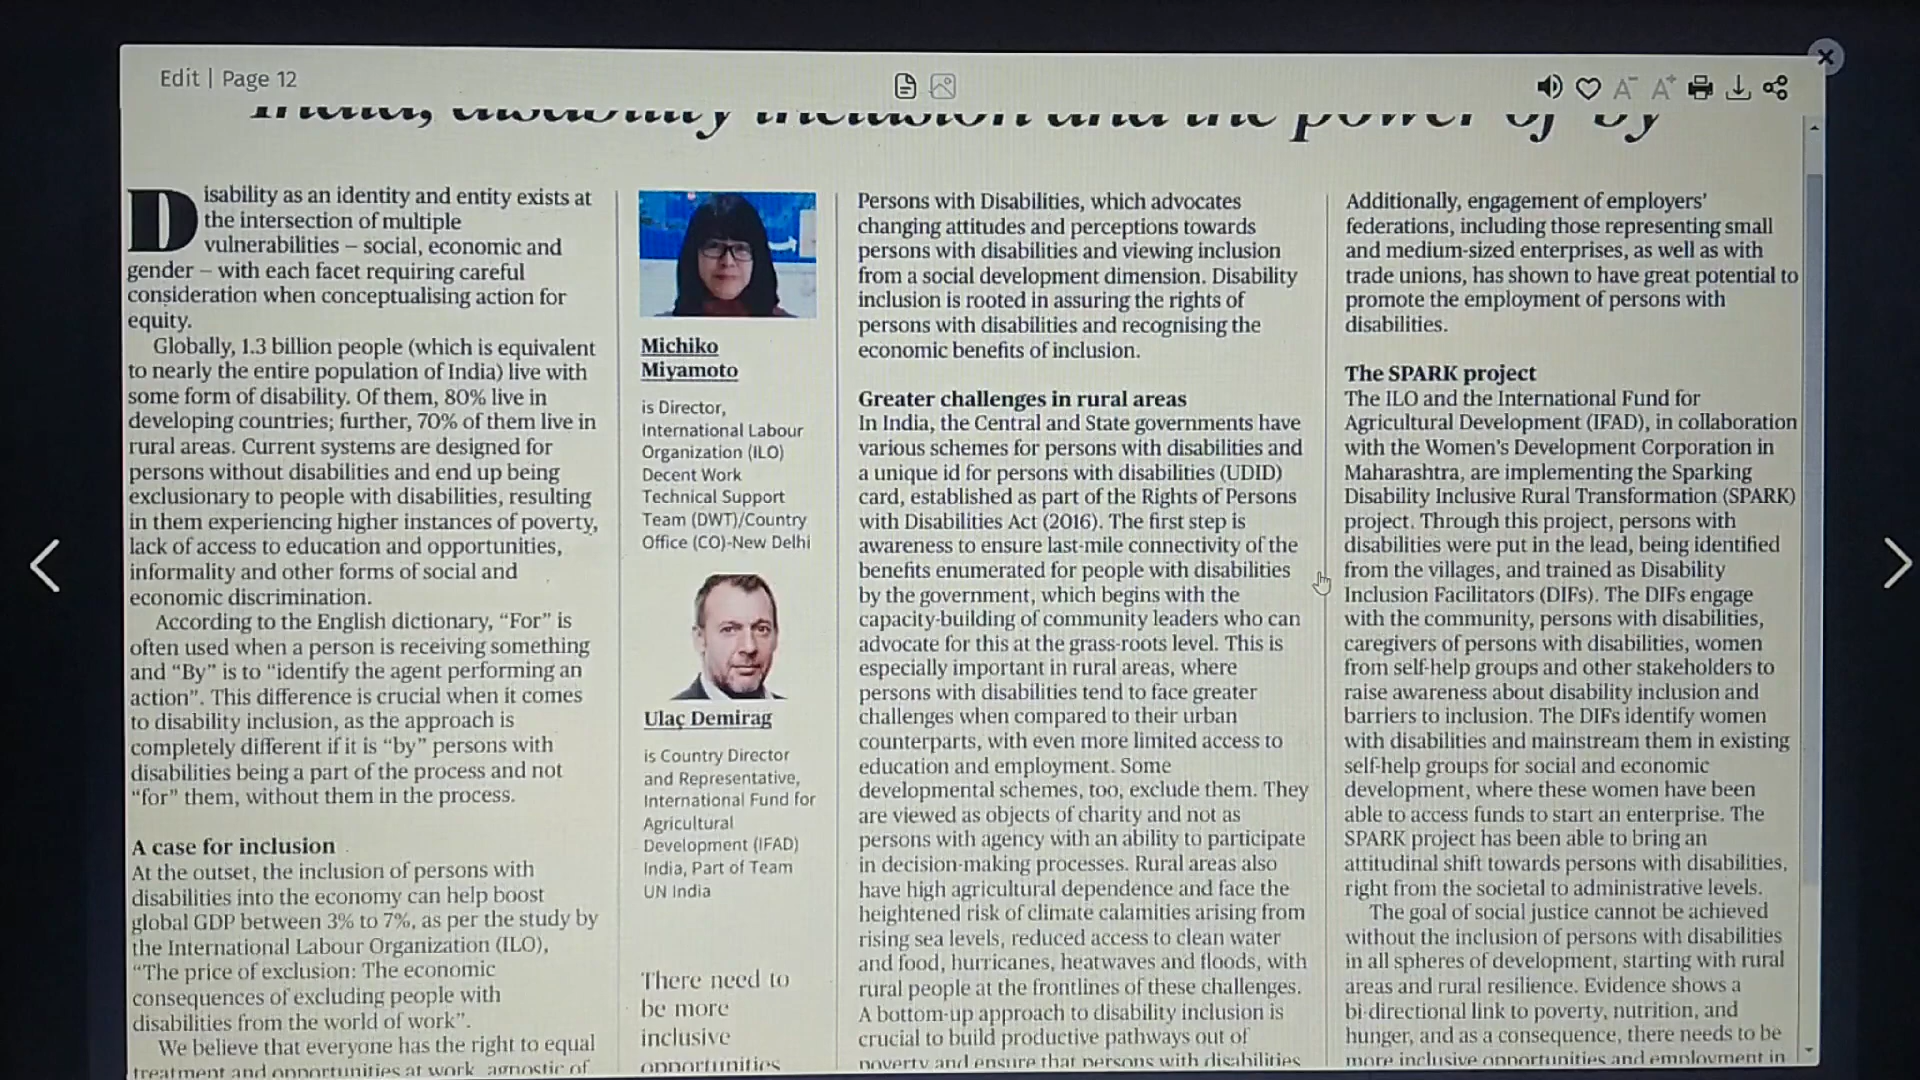 Edit | Page 12
India, disability inclusion and the power of 'by'
Disability as an identity and entity exists at
the intersection of multiple
vulnerabilities – social, economic and
gender – with each facet requiring careful
consideration when conceptualising action for
equity.
Globally, 1.3 billion people (which is equivalent
to nearly the entire population of India) live with
some form of disability. Of them, 80% live in
developing countries; further, 70% of them live in
rural areas. Current systems are designed for
persons without disabilities and end up being
exclusionary to people with disabilities, resulting
in them experiencing higher instances of poverty,
lack of access to education and opportunities,
informality and other forms of social and
economic discrimination.
According to the English dictionary, “For” is
often used when a person is receiving something
and “By” is to “identify the agent performing an
action”. This difference is crucial when it comes
to disability inclusion, as the approach is
completely different if it is “by” persons with
disabilities being a part of the process and not
“for” them, without them in the process.
A case for inclusion
At the outset, the inclusion of persons with
disabilities into the economy can help boost
global GDP between 3% to 7%, as per the study by
the International Labour Organization (ILO),
“The price of exclusion: The economic
consequences of excluding people with
disabilities from the world of work”.
We believe that everyone has the right to equal
treatment and opportunities at work, agnostic of
Michiko
Miyamoto
is Director,
International Labour
Organization (ILO)
Decent Work
Technical Support
Team (DWT)/Country
Office (CO)-New Delhi
Ulaç Demirag
is Country Director
and Representative,
International Fund for
Agricultural
Development (IFAD)
India, Part of Team
UN India
There need to
be more
inclusive
opportunities
Persons with Disabilities, which advocates
changing attitudes and perceptions towards
persons with disabilities and viewing inclusion
from a social development dimension. Disability
inclusion is rooted in assuring the rights of
persons with disabilities and recognising the
economic benefits of inclusion.
Greater challenges in rural areas
In India, the Central and State governments have
various schemes for persons with disabilities and
a unique id for persons with disabilities (UDID)
card, established as part of the Rights of Persons
with Disabilities Act (2016). The first step is
awareness to ensure last-mile connectivity of the
benefits enumerated for people with disabilities
by the government, which begins with the
capacity-building of community leaders who can
advocate for this at the grass-roots level. This is
especially important in rural areas, where
persons with disabilities tend to face greater
challenges when compared to their urban
counterparts, with even more limited access to
education and employment. Some
developmental schemes, too, exclude them. They
are viewed as objects of charity and not as
persons with agency with an ability to participate
in decision-making processes. Rural areas also
have high agricultural dependence and face the
heightened risk of climate calamities arising from
rising sea levels, reduced access to clean water
and food, hurricanes, heatwaves and floods, with
rural people at the frontlines of these challenges.
A bottom-up approach to disability inclusion is
crucial to build productive pathways out of
poverty and ensure that persons with disabilities
Additionally, engagement of employers’
federations, including those representing small
and medium-sized enterprises, as well as with
trade unions, has shown to have great potential to
promote the employment of persons with
disabilities.
The SPARK project
The ILO and the International Fund for
Agricultural Development (IFAD), in collaboration
with the Women’s Development Corporation in
Maharashtra, are implementing the Sparking
Disability Inclusive Rural Transformation (SPARK)
project. Through this project, persons with
disabilities were put in the lead, being identified
from the villages, and trained as Disability
Inclusion Facilitators (DIFs). The DIFs engage
with the community, persons with disabilities,
caregivers of persons with disabilities, women
from self-help groups and other stakeholders to
raise awareness about disability inclusion and
barriers to inclusion. The DIFs identify women
with disabilities and mainstream them in existing
self-help groups for social and economic
development, where these women have been
able to access funds to start an enterprise. The
SPARK project has been able to bring an
attitudinal shift towards persons with disabilities,
right from the societal to administrative levels.
The goal of social justice cannot be achieved
without the inclusion of persons with disabilities
in all spheres of development, starting with rural
areas and rural resilience. Evidence shows a
bi-directional link to poverty, nutrition, and
hunger, and as a consequence, there needs to be
more inclusive opportunities and employment in